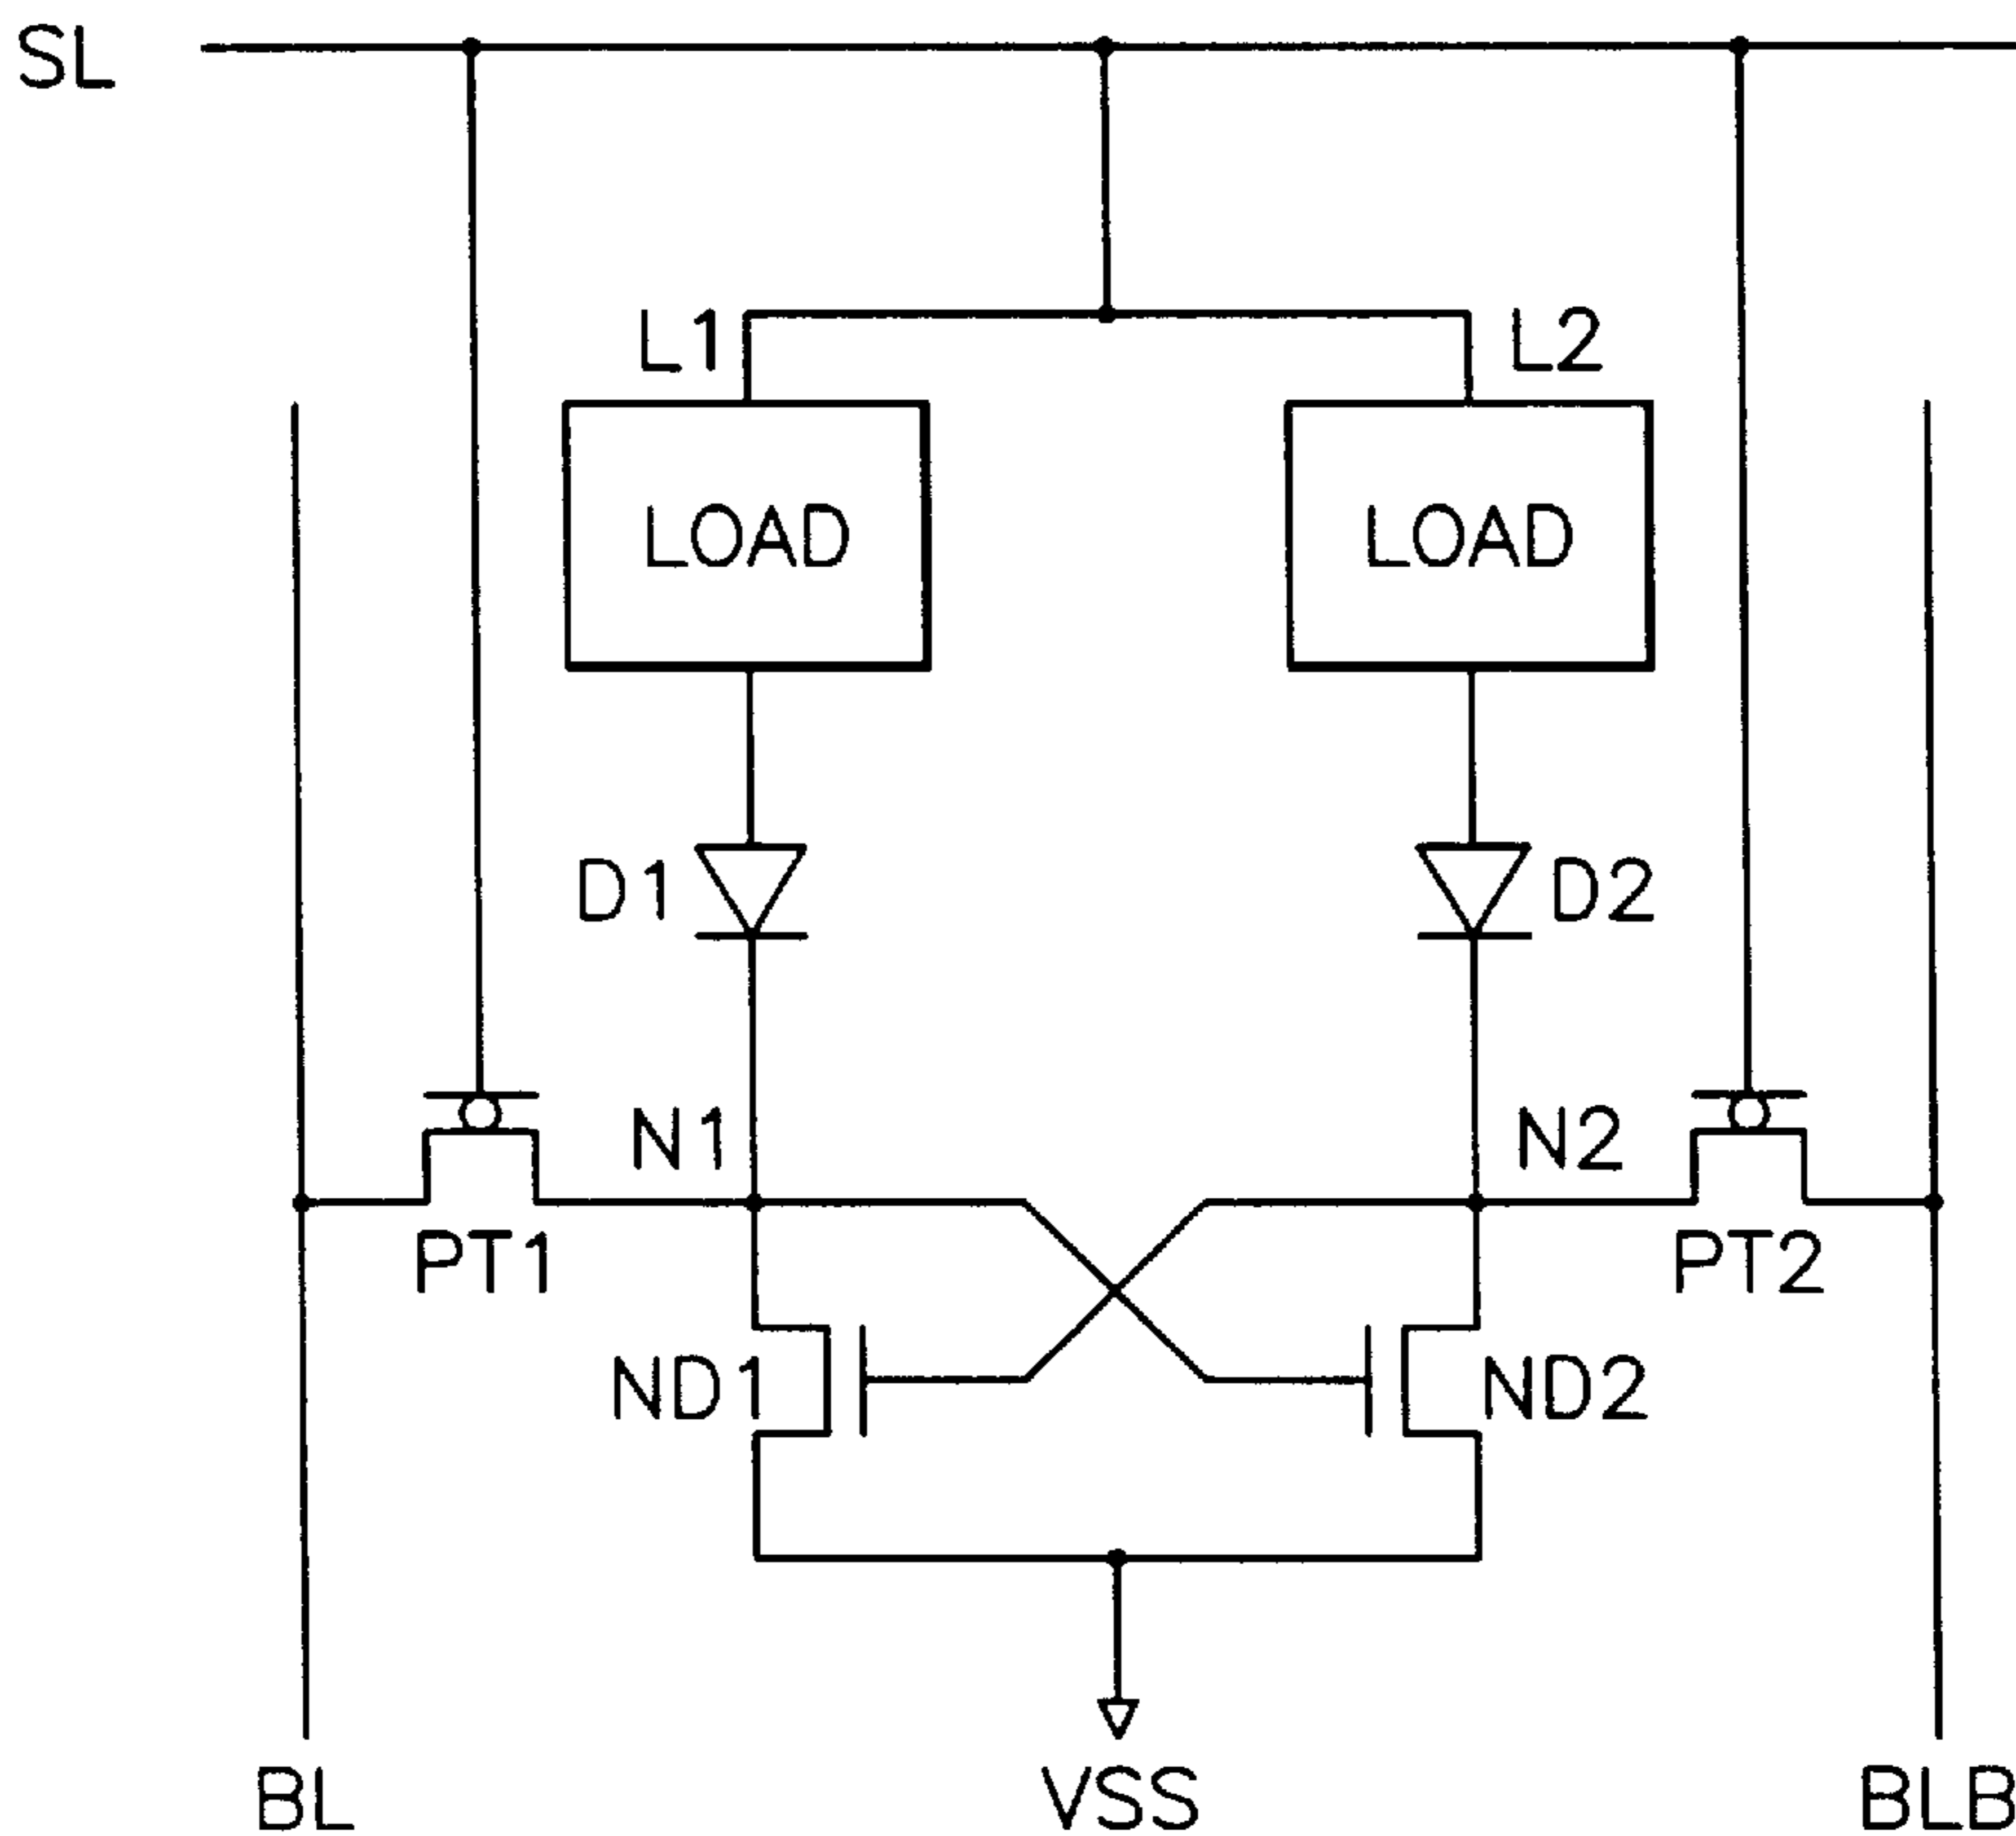 SL
L1 L2
LOAD LOAD
D1 D2
N1 N2
PT1 PT2
ND1 ND2
BL VSS BLB